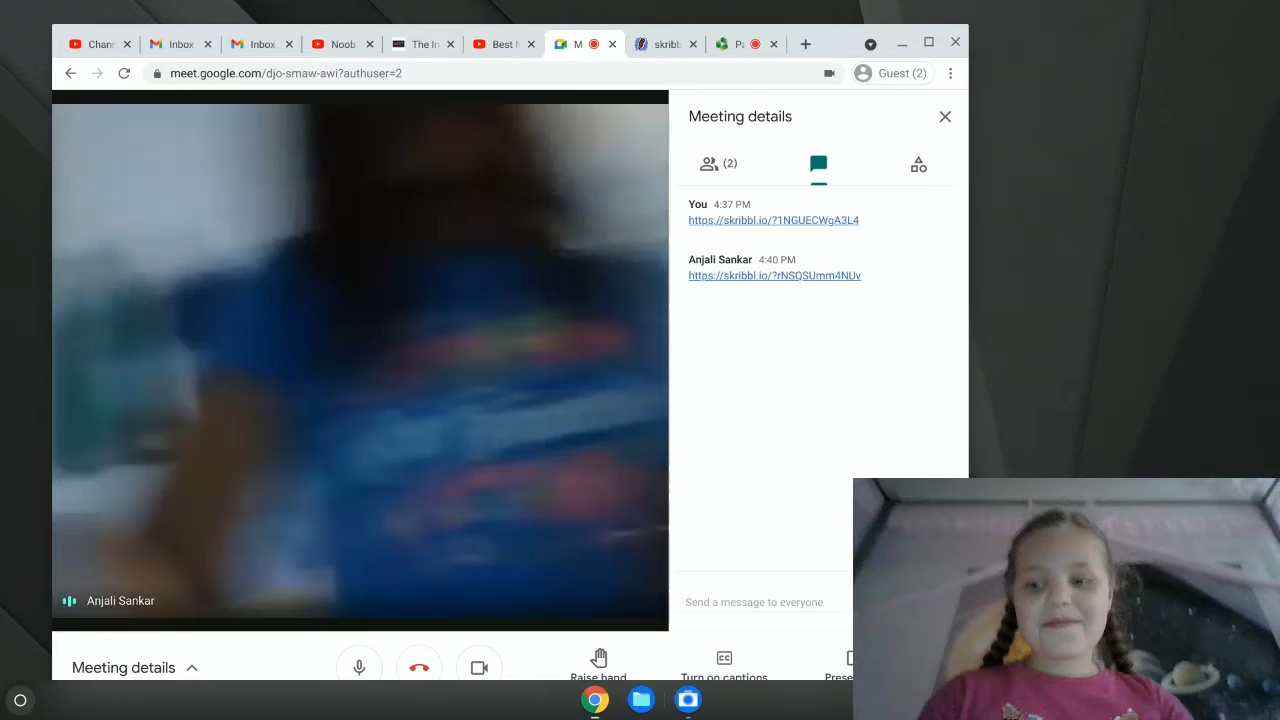 Chann
Inbox
Inbox
Noob
The In
Best N
M
skribb
Pa
meet.google.com/djo-smaw-awi?authuser=2
Guest (2)
Meeting details
(2)
You 4:37 PM
https://skribbl.io/?1NGUECWgA3L4
Anjali Sankar 4:40 PM
https://skribbl.io/?rNSQSUmm4NUv
Send a message to everyone
Anjali Sankar
Meeting details
Raise hand
Turn on captions
Prese